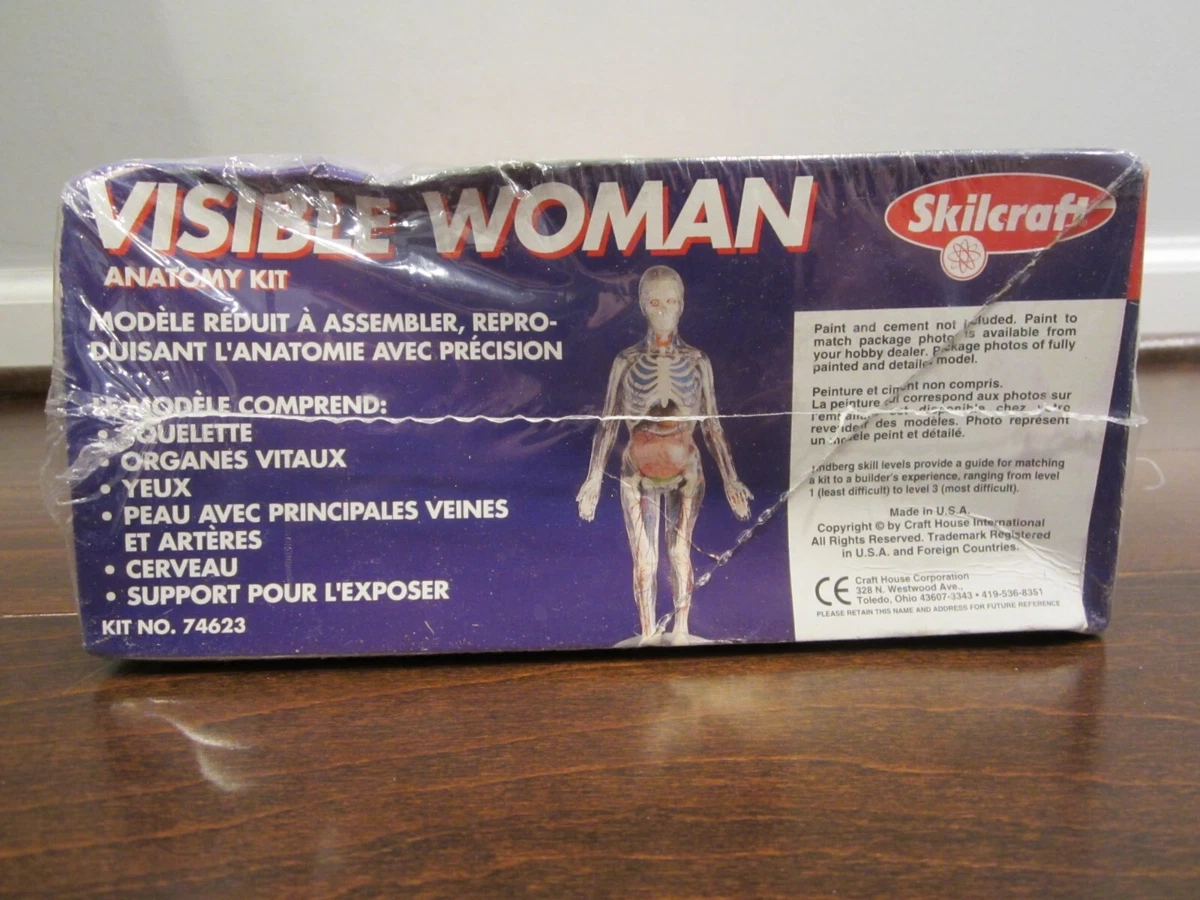 VISIBLE WOMAN
ANATOMY KIT
MODÈLE RÉDUIT À ASSEMBLER, REPRO-
DUISANT L'ANATOMIE AVEC PRÉCISION
MODÈLE COMPREND:
• SQUELETTE
• ORGANES VITAUX
• YEUX
• PEAU AVEC PRINCIPALES VEINES
ET ARTÈRES
• CERVEAU
• SUPPORT POUR L'EXPOSER
KIT NO. 74623
Skilcraft
Paint and cement not included. Paint to
match package photo is available from
your hobby dealer. Package photos of fully
painted and detailed model.
Peinture et ciment non compris.
La peinture correspond aux photos sur
disponible chez
des modèles. Photo représent
un modèle peint et détaillé.
Lindberg skill levels provide a guide for matching
a kit to a builder's experience, ranging from level
1 (least difficult) to level 3 (most difficult).
Made in U.S.A.
Copyright © by Craft House International
All Rights Reserved. Trademark Registered
in U.S.A. and Foreign Countries.
CE
Craft House Corporation
328 N. Westwood Ave.,
Toledo, Ohio 43607-3343 • 419-536-8351
PLEASE RETAIN THIS NAME AND ADDRESS FOR FUTURE REFERENCE